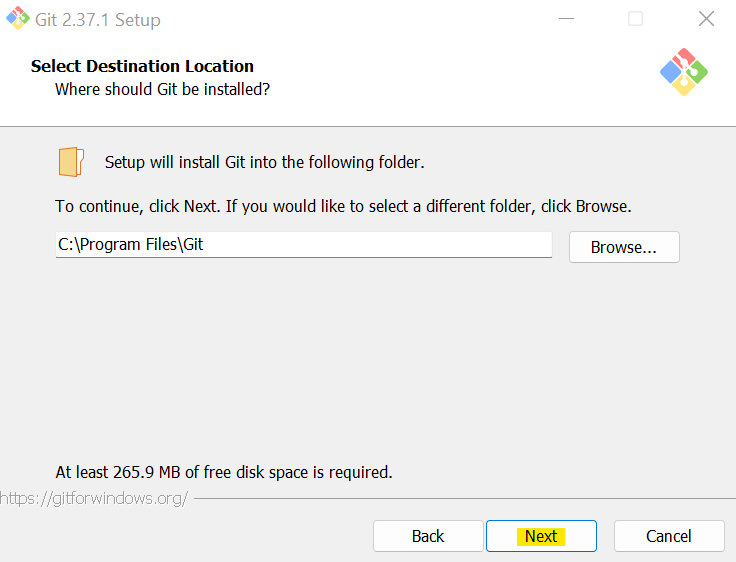 Git 2.37.1 Setup
Select Destination Location
Where should Git be installed?
Setup will install Git into the following folder.
To continue, click Next. If you would like to select a different folder, click Browse.
C:\Program Files\Git
Browse...
At least 265.9 MB of free disk space is required.
https://gitforwindows.org/
Back
Next
Cancel